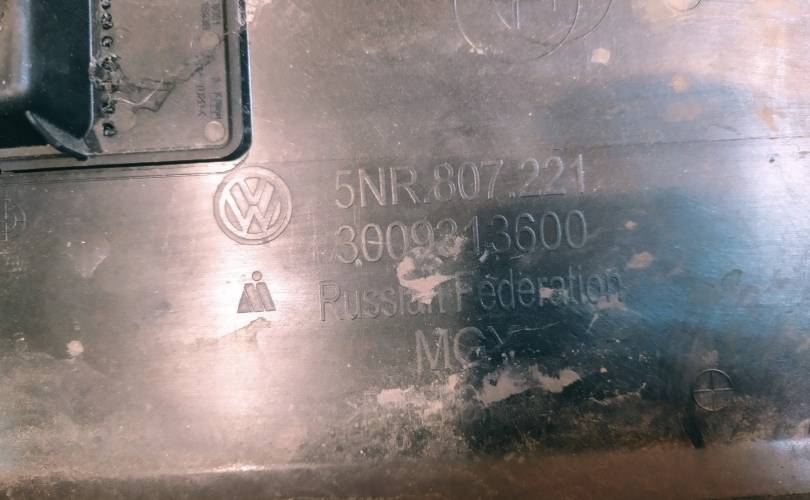 5NR.807.221
3009313600
Russian Federation